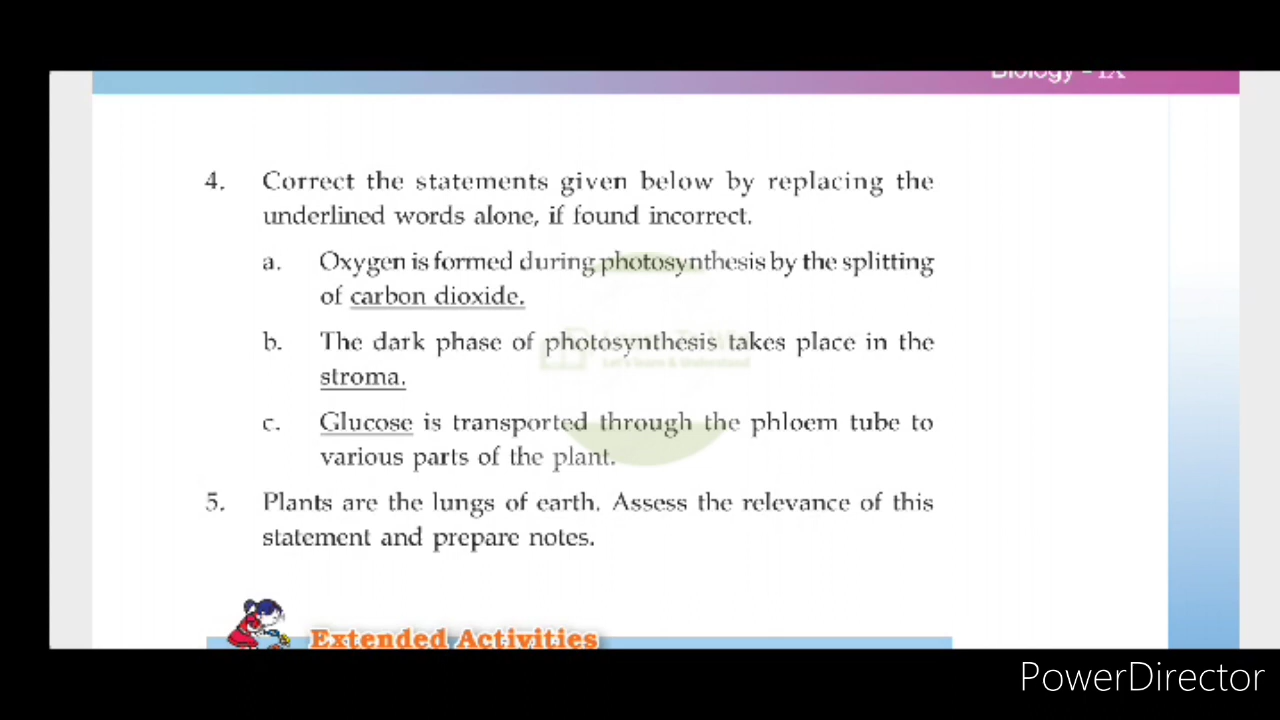 Biology - IX
4. Correct the statements given below by replacing the
underlined words alone, if found incorrect.
a. Oxygen is formed during photosynthesis by the splitting
of carbon dioxide.
b. The dark phase of photosynthesis takes place in the
stroma.
c. Glucose is transported through the phloem tube to
various parts of the plant.
5. Plants are the lungs of earth. Assess the relevance of this
statement and prepare notes.
Extended Activities
PowerDirector